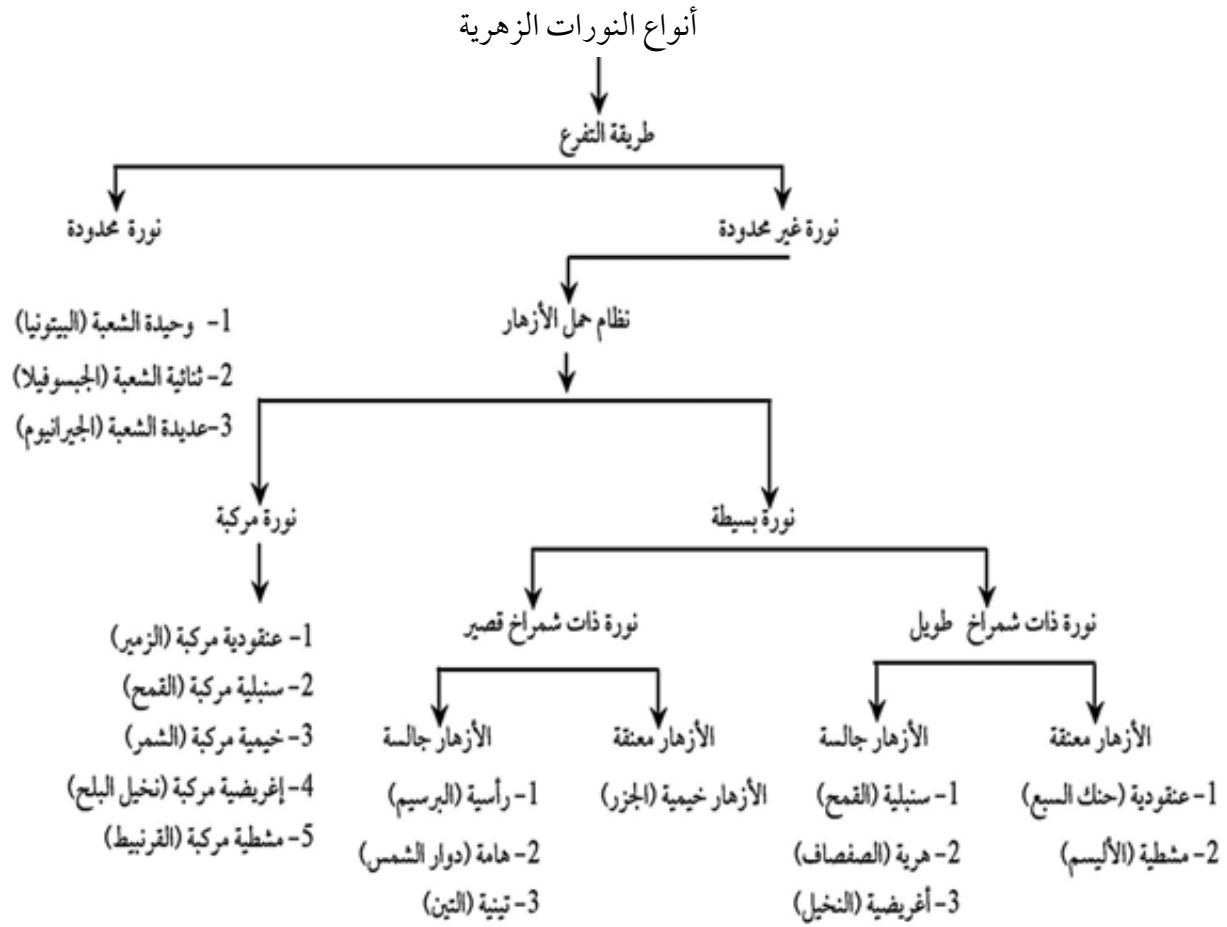 أنواع النورات الزهرية
طريقة التفرع
نورة غير محدودة
نورة محدودة
نظام حمل الأزهار
1- وحيدة الشعبة (البيتونيا)
2- ثنائية الشعبة (الجبسوفيلا)
3-عديدة الشعبة (الجيرانيوم)
نورة بسيطة
نورة مركبة
نورة ذات شمراخ طويل
نورة ذات شمراخ قصير
1- عنقودية مركبة (الزمير)
2- سنبلية مركبة (القمح)
3-خيمية مركبة (الشمر)
4- إغريضية مركبة (نخيل البلح)
5- مشطية مركبة (القرنبيط)
الأزهار معنقة
1-عنقودية (حنك السبع)
2- مشطية (الأليسم)
الأزهار جالسة
1- سنبلية (القمح)
2- هرية (الصفصاف)
3- أغريضية (النخيل)
الأزهار معنقة
الأزهار خيمية (الجزر)
الأزهار جالسة
1- رأسية (البرسيم)
2- هامة (دوار الشمس)
3- تينية (التين)